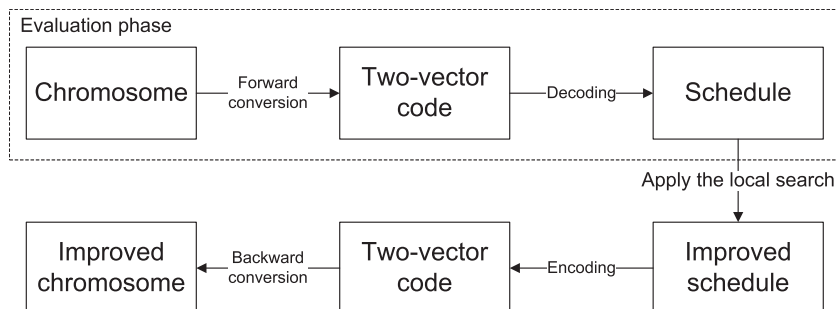 Evaluation phase
Chromosome
Forward
conversion
Two-vector
code
Decoding
Schedule
Apply the local search
Improved
chromosome
Backward
conversion
Two-vector
code
Encoding
Improved
schedule